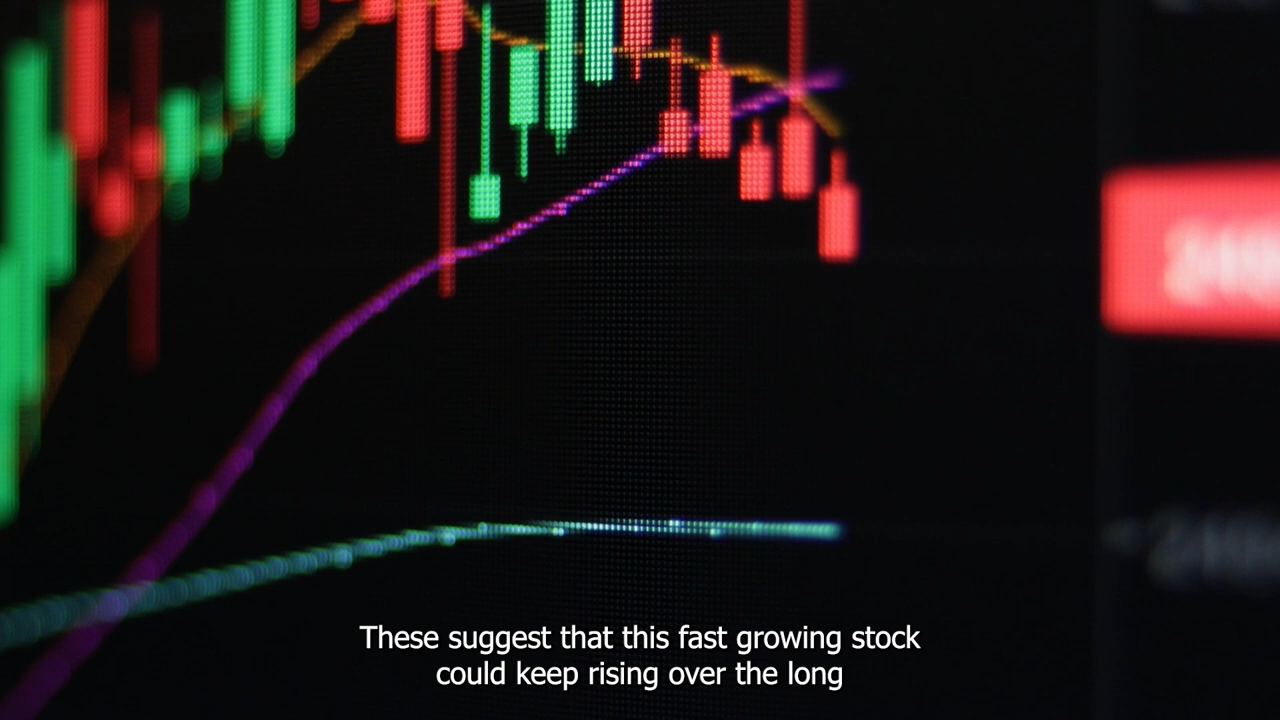 These suggest that this fast growing stock
could keep rising over the long